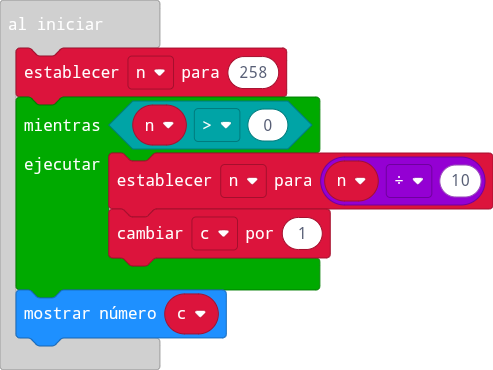 al iniciar
establecer n para 258
mientras n > 0
ejecutar
establecer n para n ÷ 10
cambiar c por 1
mostrar número c